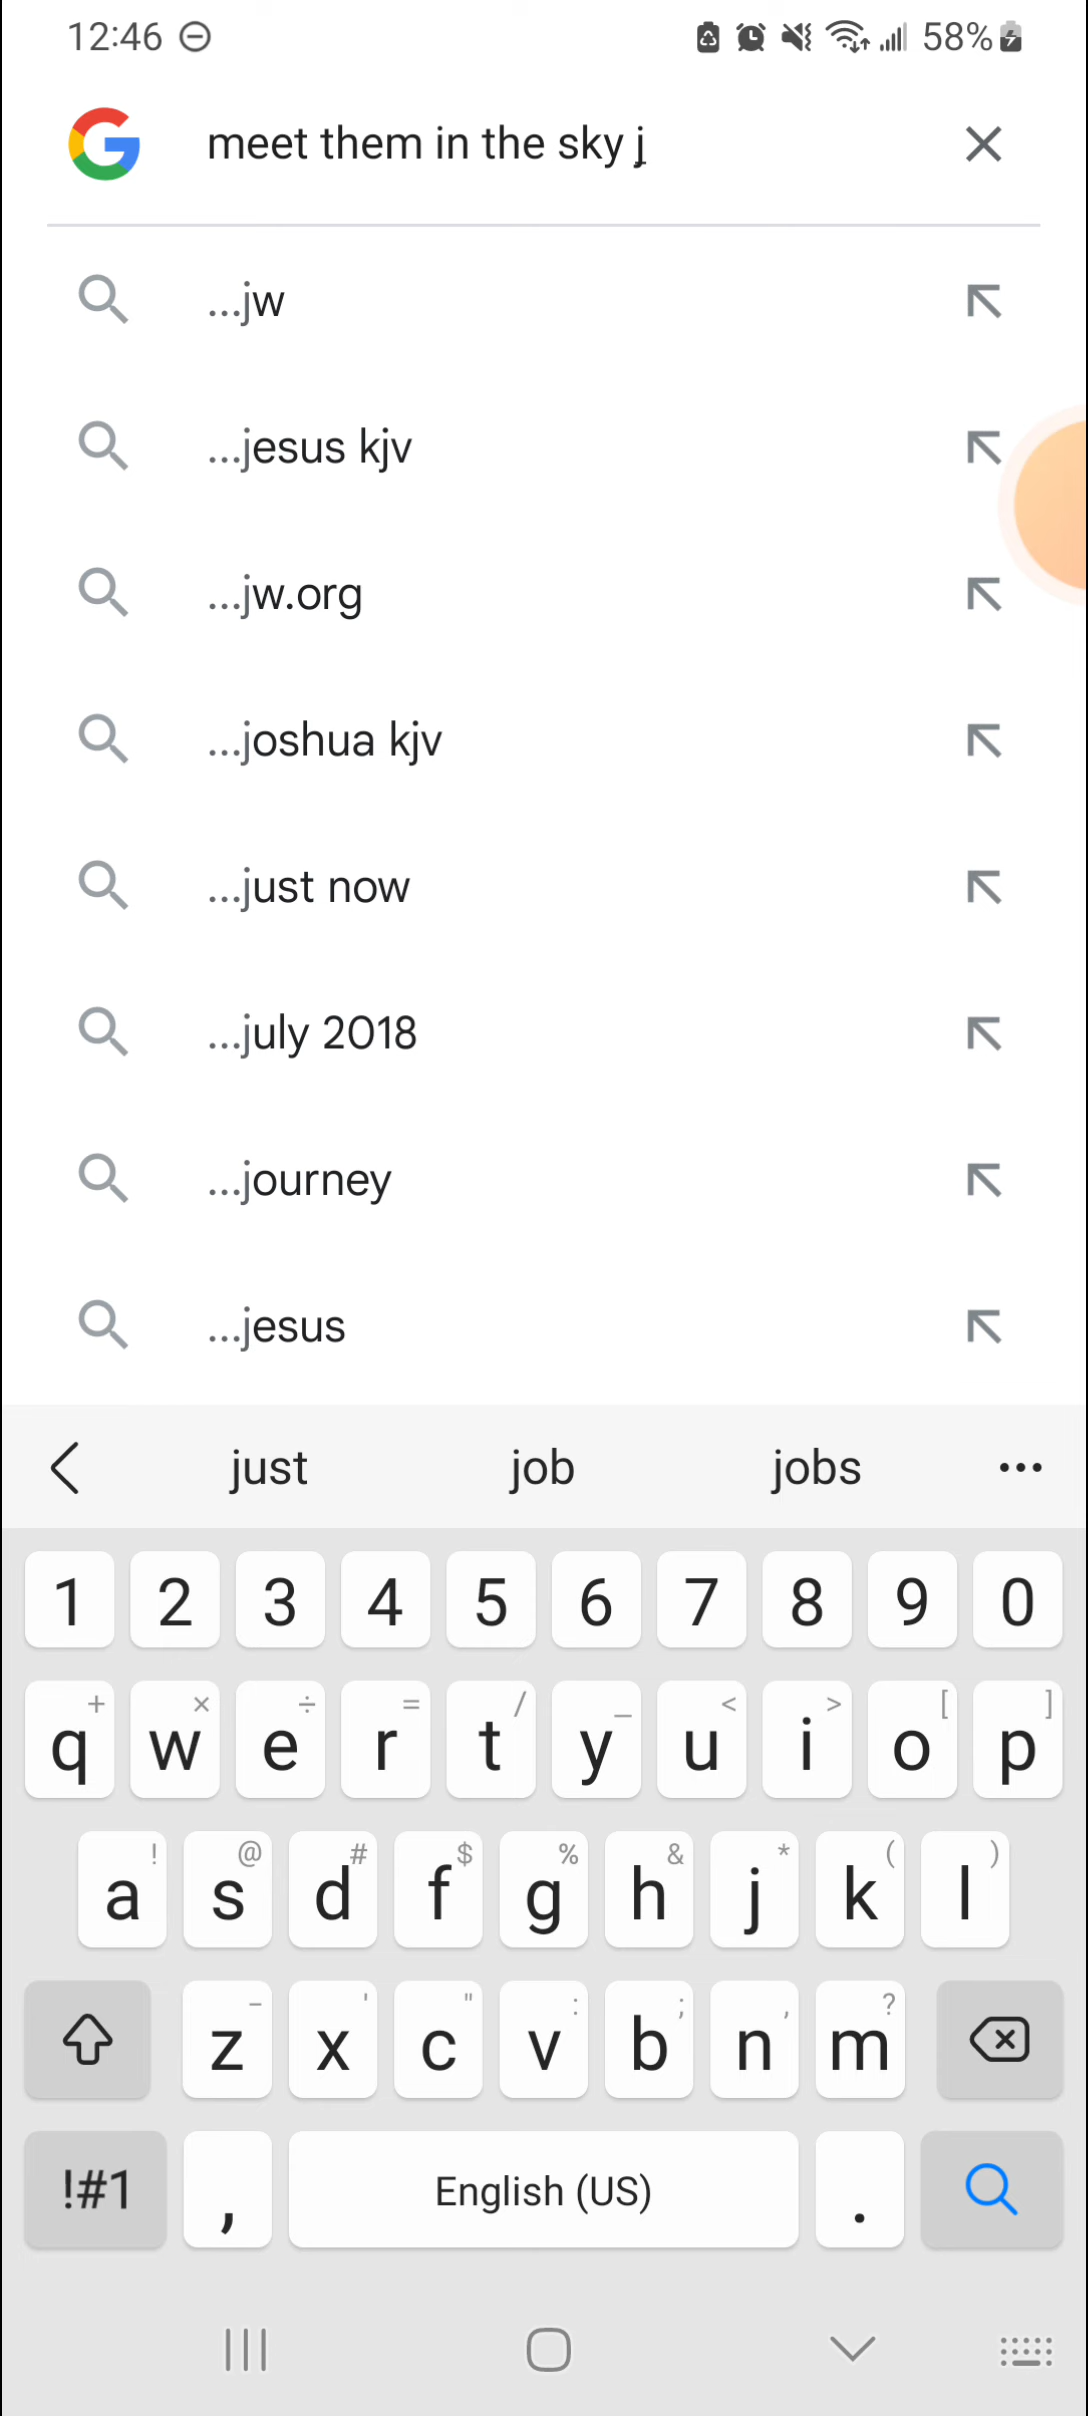 12:46 58%
meet them in the sky j
...jw
...jesus kjv
...jw.org
...joshua kjv
...just now
...july 2018
...journey
...jesus
just job jobs ...
1 2 3 4 5 6 7 8 9 0
+ × ÷ = / _ < > [ ]
q w e r t y u i o p
! @ # $ % & * ( )
a s d f g h j k l
- ' " : ; , ?
z x c v b n m
!#1 , English (US) .